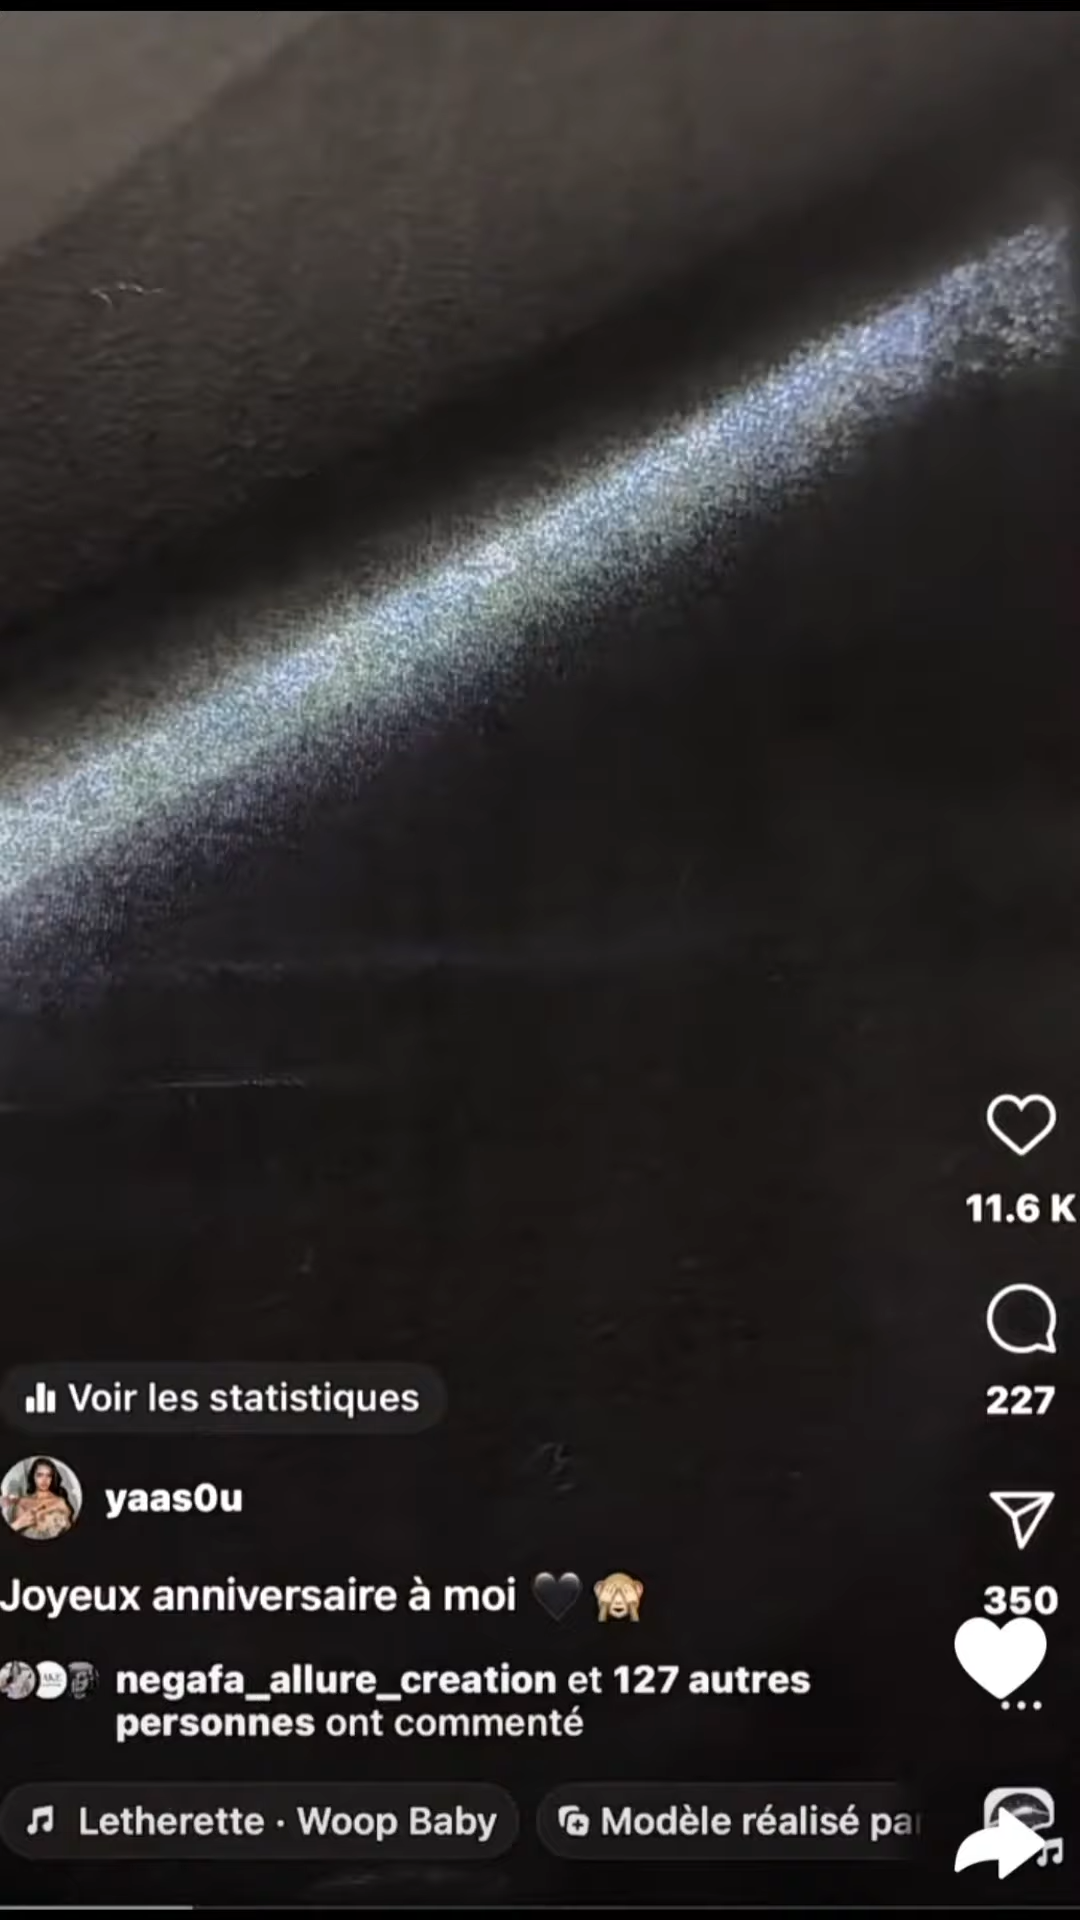 11.6 K
227
350
Voir les statistiques
yaas0u
Joyeux anniversaire à moi 🖤🙈
negafa_allure_creation et 127 autres
personnes ont commenté
Letherette · Woop Baby
Modèle réalisé par